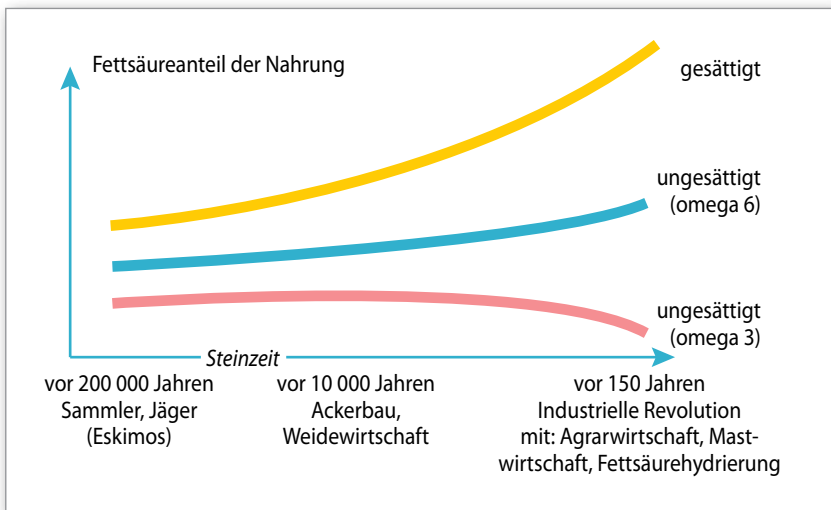 Fettsäureanteil der Nahrung
gesättigt
ungesättigt
(omega 6)
ungesättigt
(omega 3)
Steinzeit
vor 200 000 Jahren
Sammler, Jäger
(Eskimos)
vor 10 000 Jahren
Ackerbau,
Weidewirtschaft
vor 150 Jahren
Industrielle Revolution
mit: Agrarwirtschaft, Mast-
wirtschaft, Fettsäurehydrierung